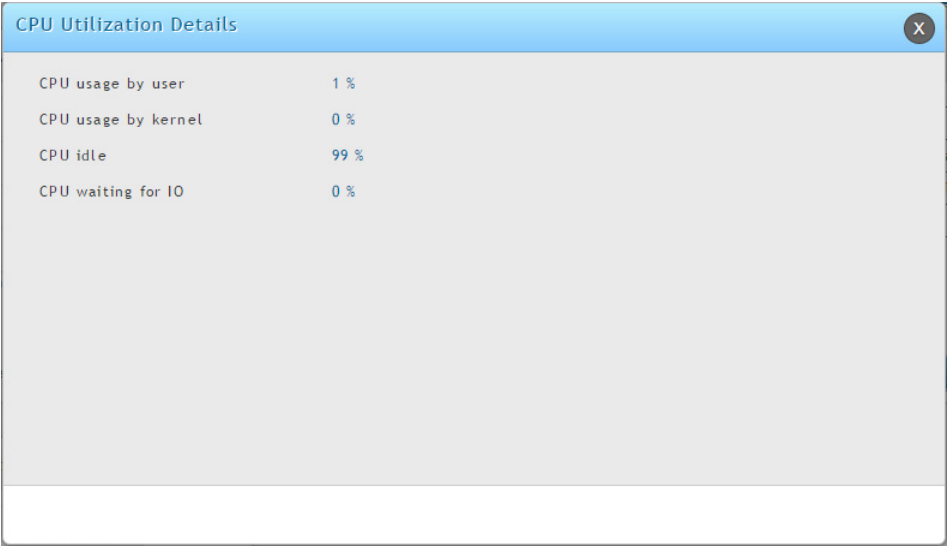 CPU Utilization Details
X
CPU usage by user 1 %
CPU usage by kernel 0 %
CPU idle 99 %
CPU waiting for IO 0 %